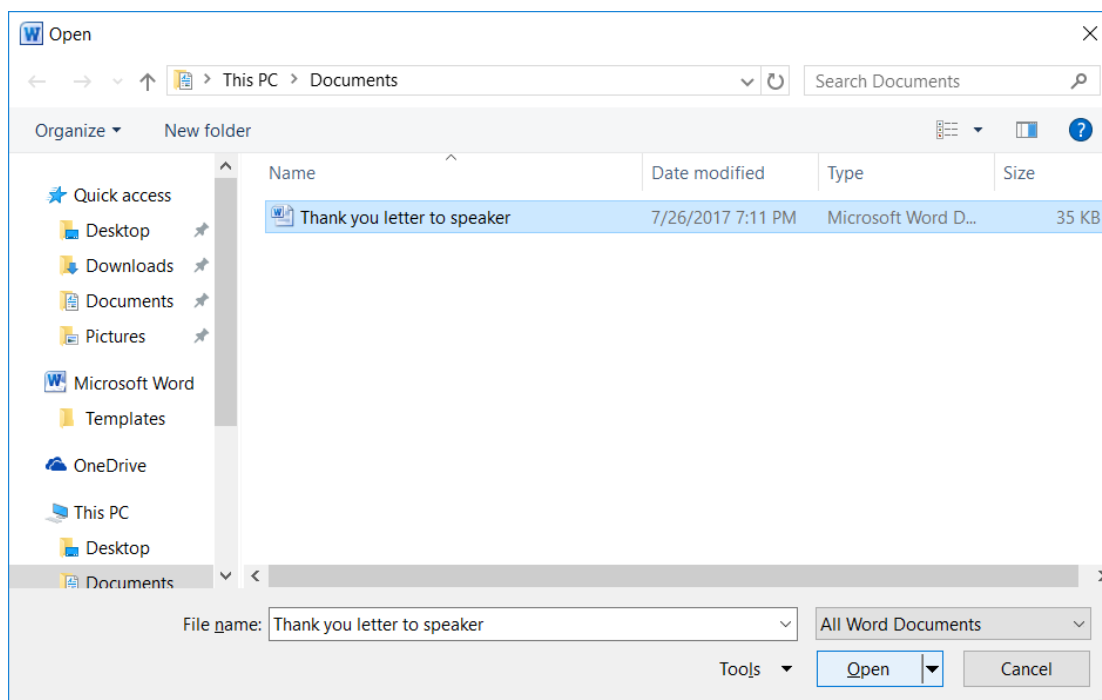 Open
This PC > Documents
Search Documents
Organize
New folder
Name
Date modified
Type
Size
Thank you letter to speaker
7/26/2017 7:11 PM
Microsoft Word D...
35 KB
Quick access
Desktop
Downloads
Documents
Pictures
Microsoft Word
Templates
OneDrive
This PC
Desktop
Documents
File name:
Thank you letter to speaker
All Word Documents
Tools
Open
Cancel